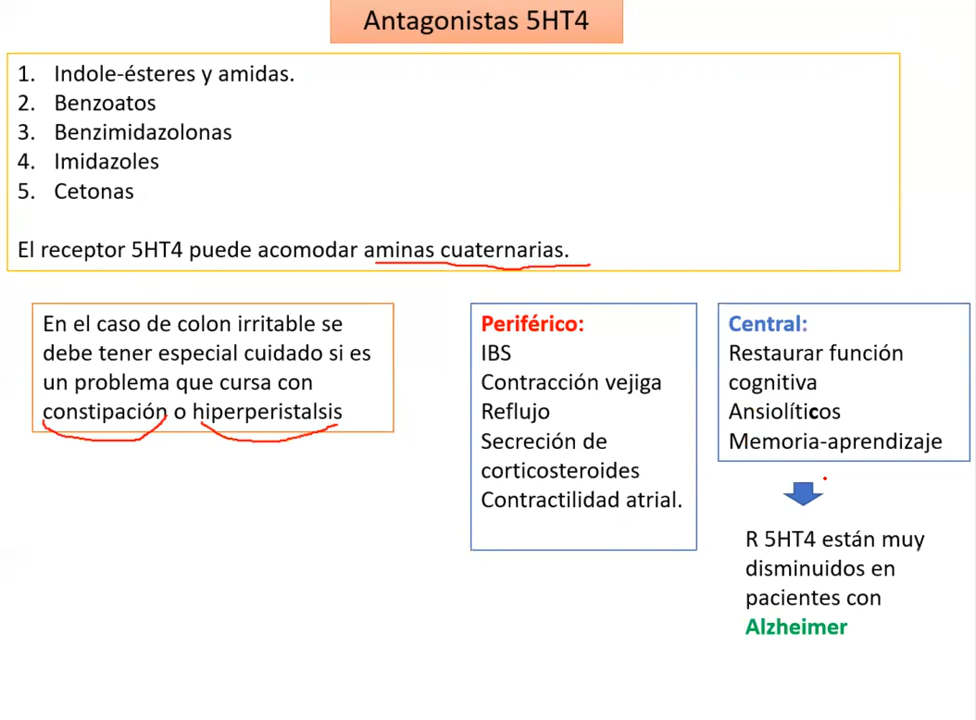 Antagonistas 5HT4
1. Indole-ésteres y amidas.
2. Benzoatos
3. Benzimidazolonas
4. Imidazoles
5. Cetonas
El receptor 5HT4 puede acomodar aminas cuaternarias.
En el caso de colon irritable se
debe tener especial cuidado si es
un problema que cursa con
constipación o hiperperistalsis
Periférico:
IBS
Contracción vejiga
Reflujo
Secreción de
corticosteroides
Contractilidad atrial.
Central:
Restaurar función
cognitiva
Ansiolíticos
Memoria-aprendizaje
R 5HT4 están muy
disminuidos en
pacientes con
Alzheimer